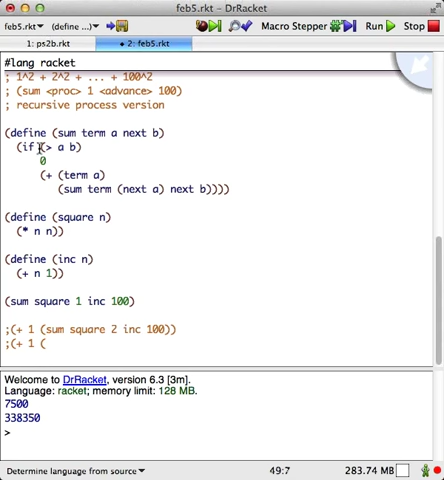 feb5.rkt - DrRacket
feb5.rkt▾ (define ...)▾ Macro Stepper Run Stop
1: ps2b.rkt 2: feb5.rkt
#lang racket
; 1^2 + 2^2 + ... + 100^2
; (sum <proc> 1 <advance> 100)
; recursive process version
(define (sum term a next b)
(if (> a b)
0
(+ (term a)
(sum term (next a) next b))))
(define (square n)
(* n n))
(define (inc n)
(+ n 1))
(sum square 1 inc 100)
;(+ 1 (sum square 2 inc 100))
;(+ 1 (
Welcome to DrRacket, version 6.3 [3m].
Language: racket; memory limit: 128 MB.
7500
338350
>
Determine language from source▾ 49:7 283.74 MB